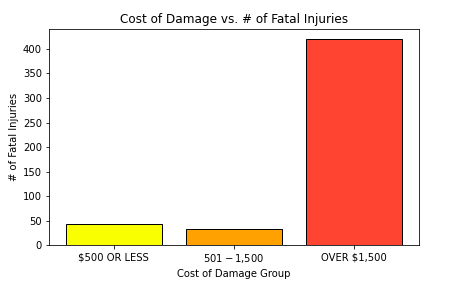 Cost of Damage vs. # of Fatal Injuries
# of Fatal Injuries
400
350
300
250
200
150
100
50
0
$500 OR LESS 501 − 1,500 OVER $1,500
Cost of Damage Group